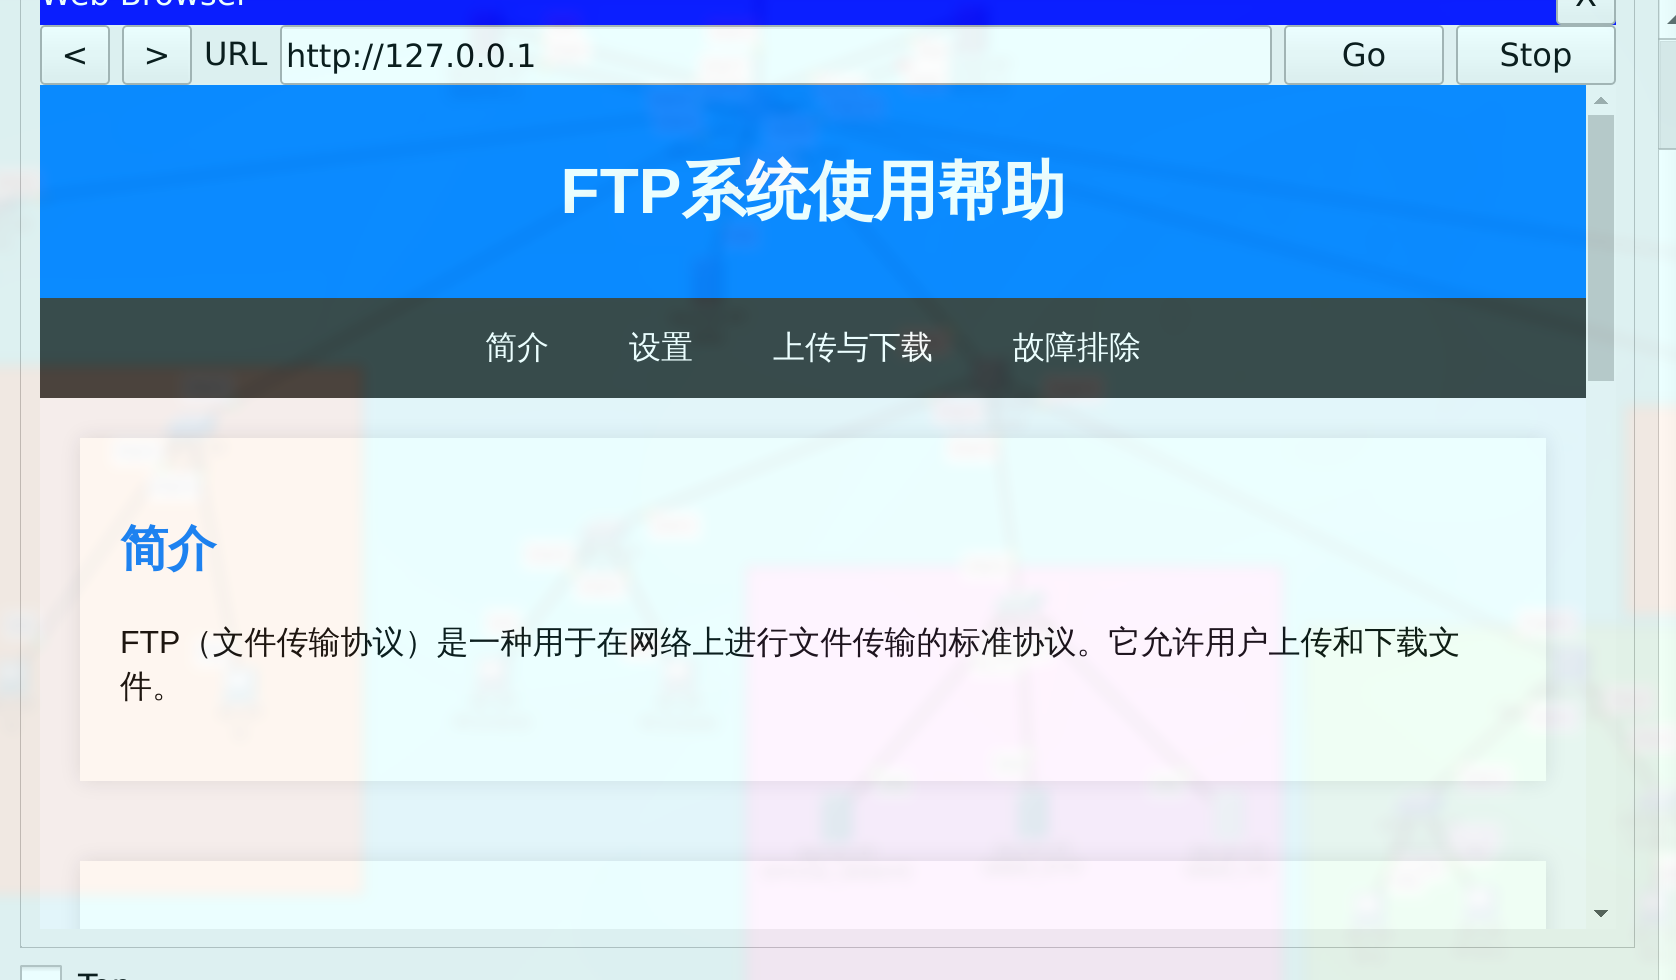 Web Browser
X
< > URL http://127.0.0.1 Go Stop
FTP系统使用帮助
简介 设置 上传与下载 故障排除
简介
FTP（文件传输协议）是一种用于在网络上进行文件传输的标准协议。它允许用户上传和下载文
件。
Top